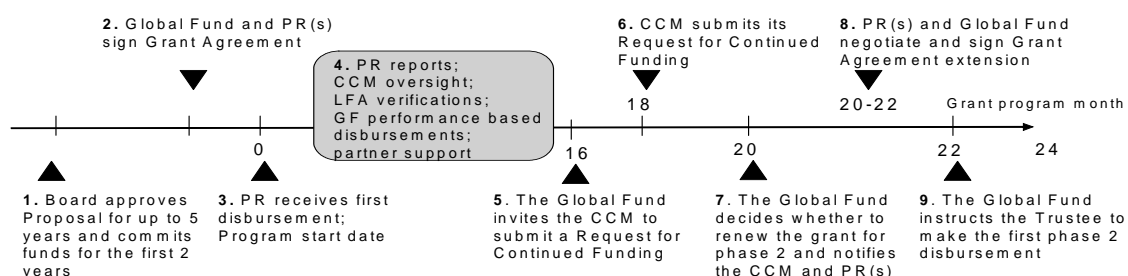 2. Global Fund and PR(s)
sign Grant Agreement
4. PR reports;
CCM oversight;
LFA verifications;
GF performance based
disbursements;
partner support
6. CCM submits its
Request for Continued
Funding
8. PR(s) and Global Fund
negotiate and sign Grant
Agreement extension
18
20-22
Grant program month
0
16
20
22
24
1. Board approves
Proposal for up to 5
years and commits
funds for the first 2
years
3. PR receives first
disbursement;
Program start date
5. The Global Fund
invites the CCM to
submit a Request for
Continued Funding
7. The Global Fund
decides whether to
renew the grant for
phase 2 and notifies
the CCM and PR(s)
9. The Global Fund
instructs the Trustee to
make the first phase 2
disbursement